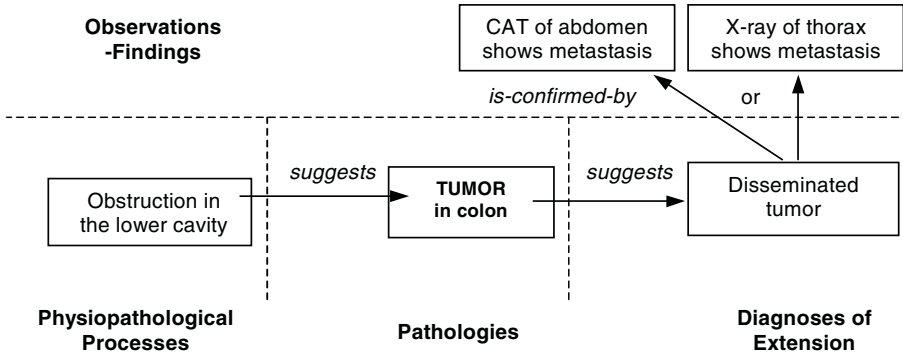 Observations
-Findings
CAT of abdomen
shows metastasis
X-ray of thorax
shows metastasis
is-confirmed-by
or
suggests
suggests
Obstruction in
the lower cavity
TUMOR
in colon
Disseminated
tumor
Physiopathological
Processes
Pathologies
Diagnoses of
Extension